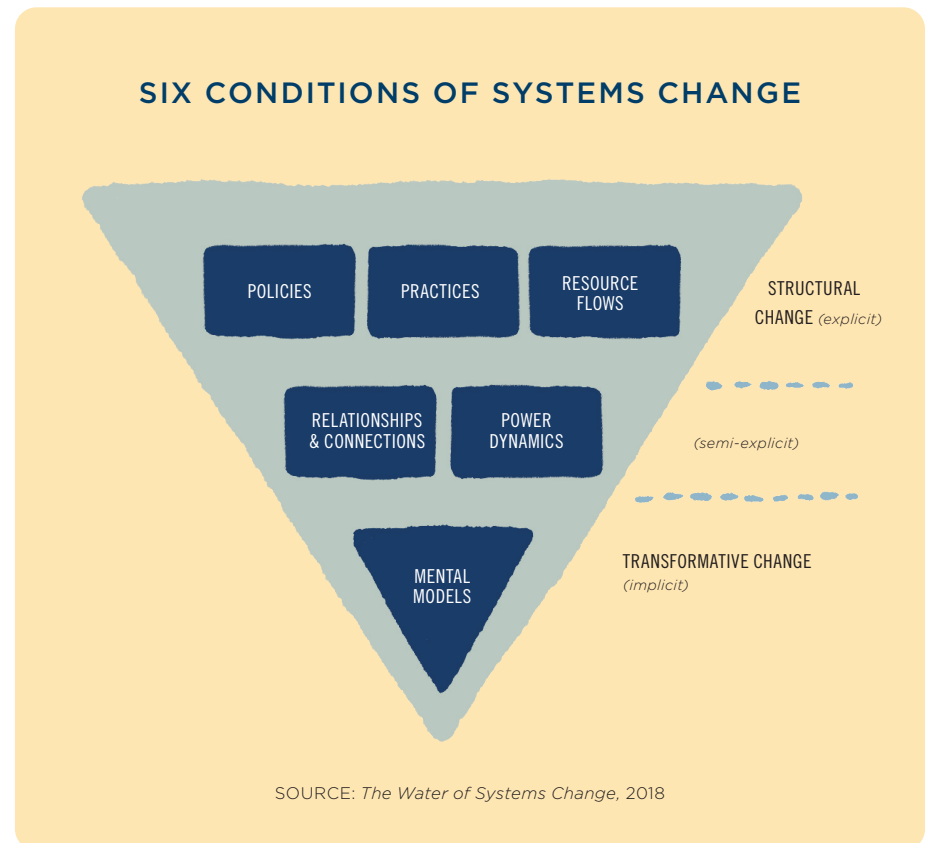 SIX CONDITIONS OF SYSTEMS CHANGE
POLICIES
PRACTICES
RESOURCE
FLOWS
STRUCTURAL
CHANGE (explicit)
RELATIONSHIPS
& CONNECTIONS
POWER
DYNAMICS
(semi-explicit)
MENTAL
MODELS
TRANSFORMATIVE CHANGE
(implicit)
SOURCE: The Water of Systems Change, 2018